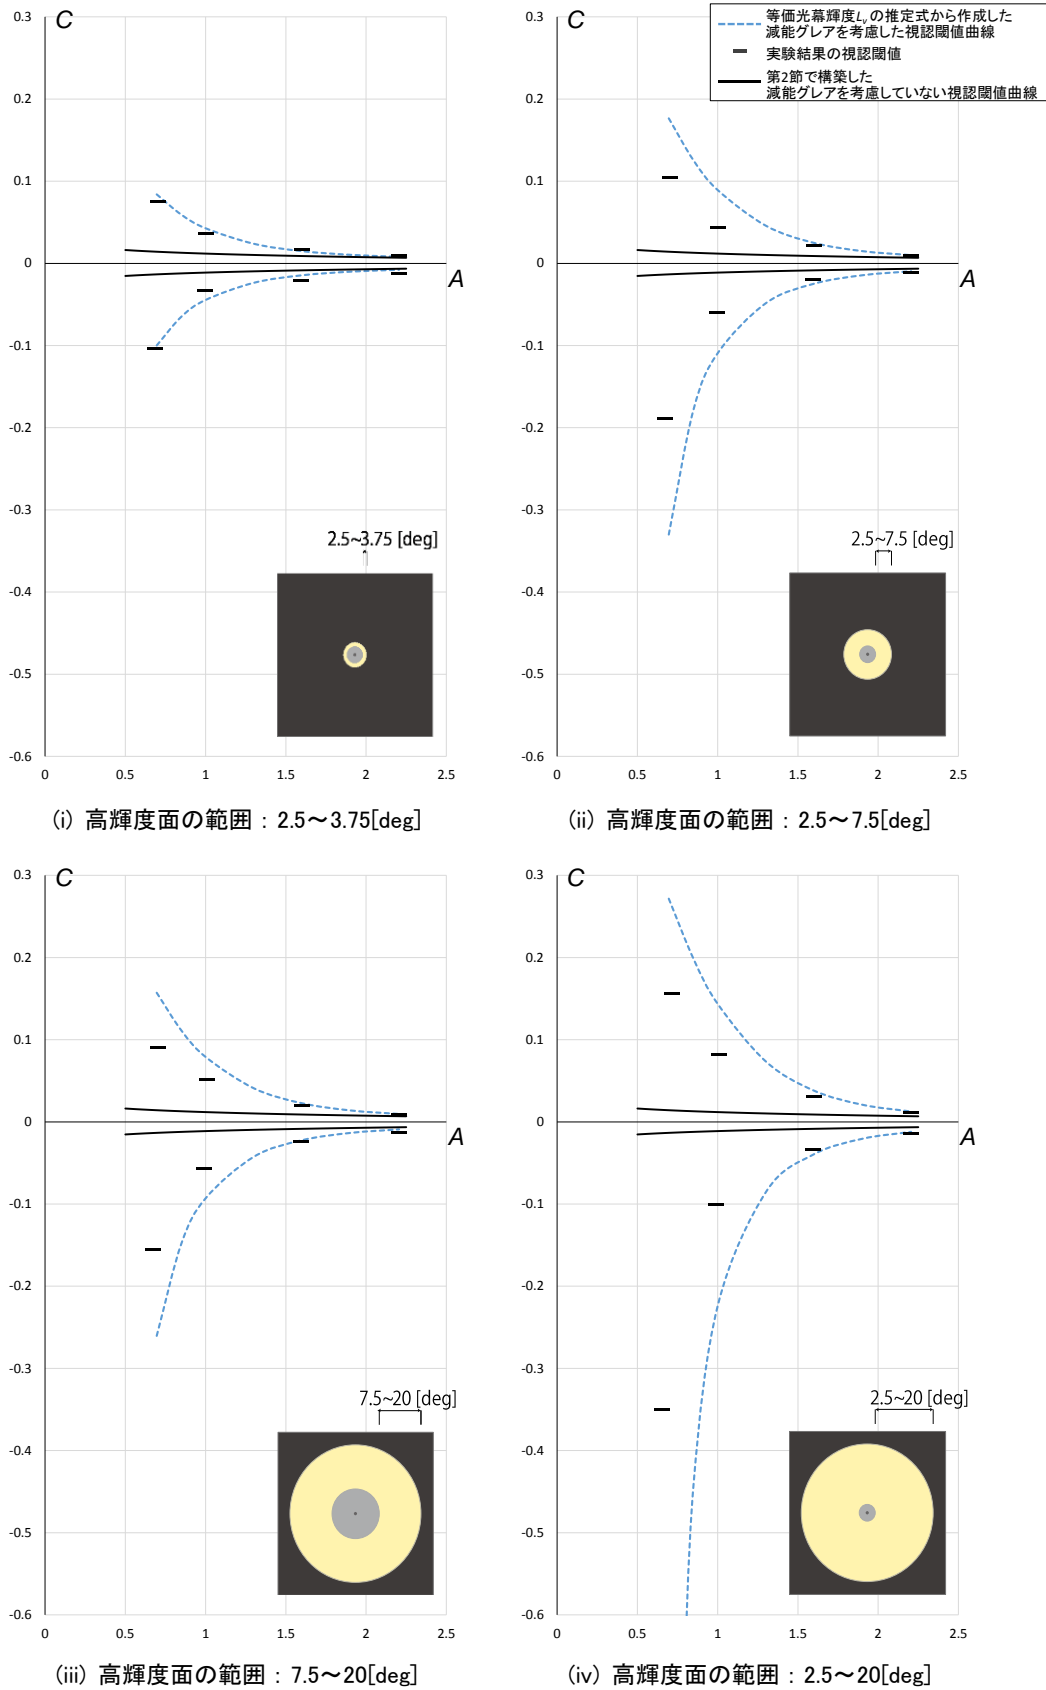 等価光幕輝度Lvの推定式から作成した
減能グレアを考慮した視認閾値曲線
実験結果の視認閾値
第2節で構築した
減能グレアを考慮していない視認閾値曲線
C
0.3
0.2
0.1
0
-0.1
-0.2
-0.3
-0.4
-0.5
-0.6
A
2.5~3.75 [deg]
0 0.5 1 1.5 2 2.5
(i) 高輝度面の範囲：2.5～3.75[deg]
C
0.3
0.2
0.1
0
-0.1
-0.2
-0.3
-0.4
-0.5
-0.6
A
2.5~7.5 [deg]
0 0.5 1 1.5 2 2.5
(ii) 高輝度面の範囲：2.5～7.5[deg]
C
0.3
0.2
0.1
0
-0.1
-0.2
-0.3
-0.4
-0.5
-0.6
A
7.5~20 [deg]
0 0.5 1 1.5 2 2.5
(iii) 高輝度面の範囲：7.5～20[deg]
C
0.3
0.2
0.1
0
-0.1
-0.2
-0.3
-0.4
-0.5
-0.6
A
2.5~20 [deg]
0 0.5 1 1.5 2 2.5
(iv) 高輝度面の範囲：2.5～20[deg]